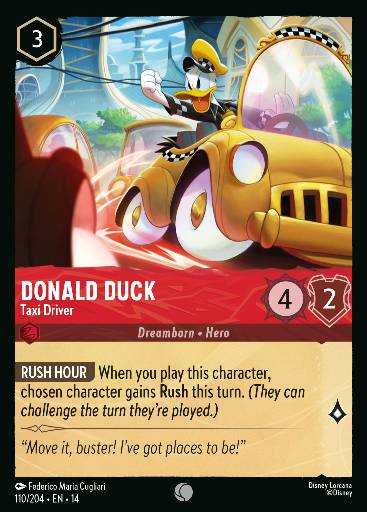 3
DONALD DUCK
Taxi Driver
4
2
Dreamborn • Hero
RUSH HOUR When you play this character,
chosen character gains Rush this turn. (They can
challenge the turn they're played.)
"Move it, buster! I've got places to be!"
Federico Maria Cugliari
110/204 • EN • 14
Disney Lorcana
©Disney